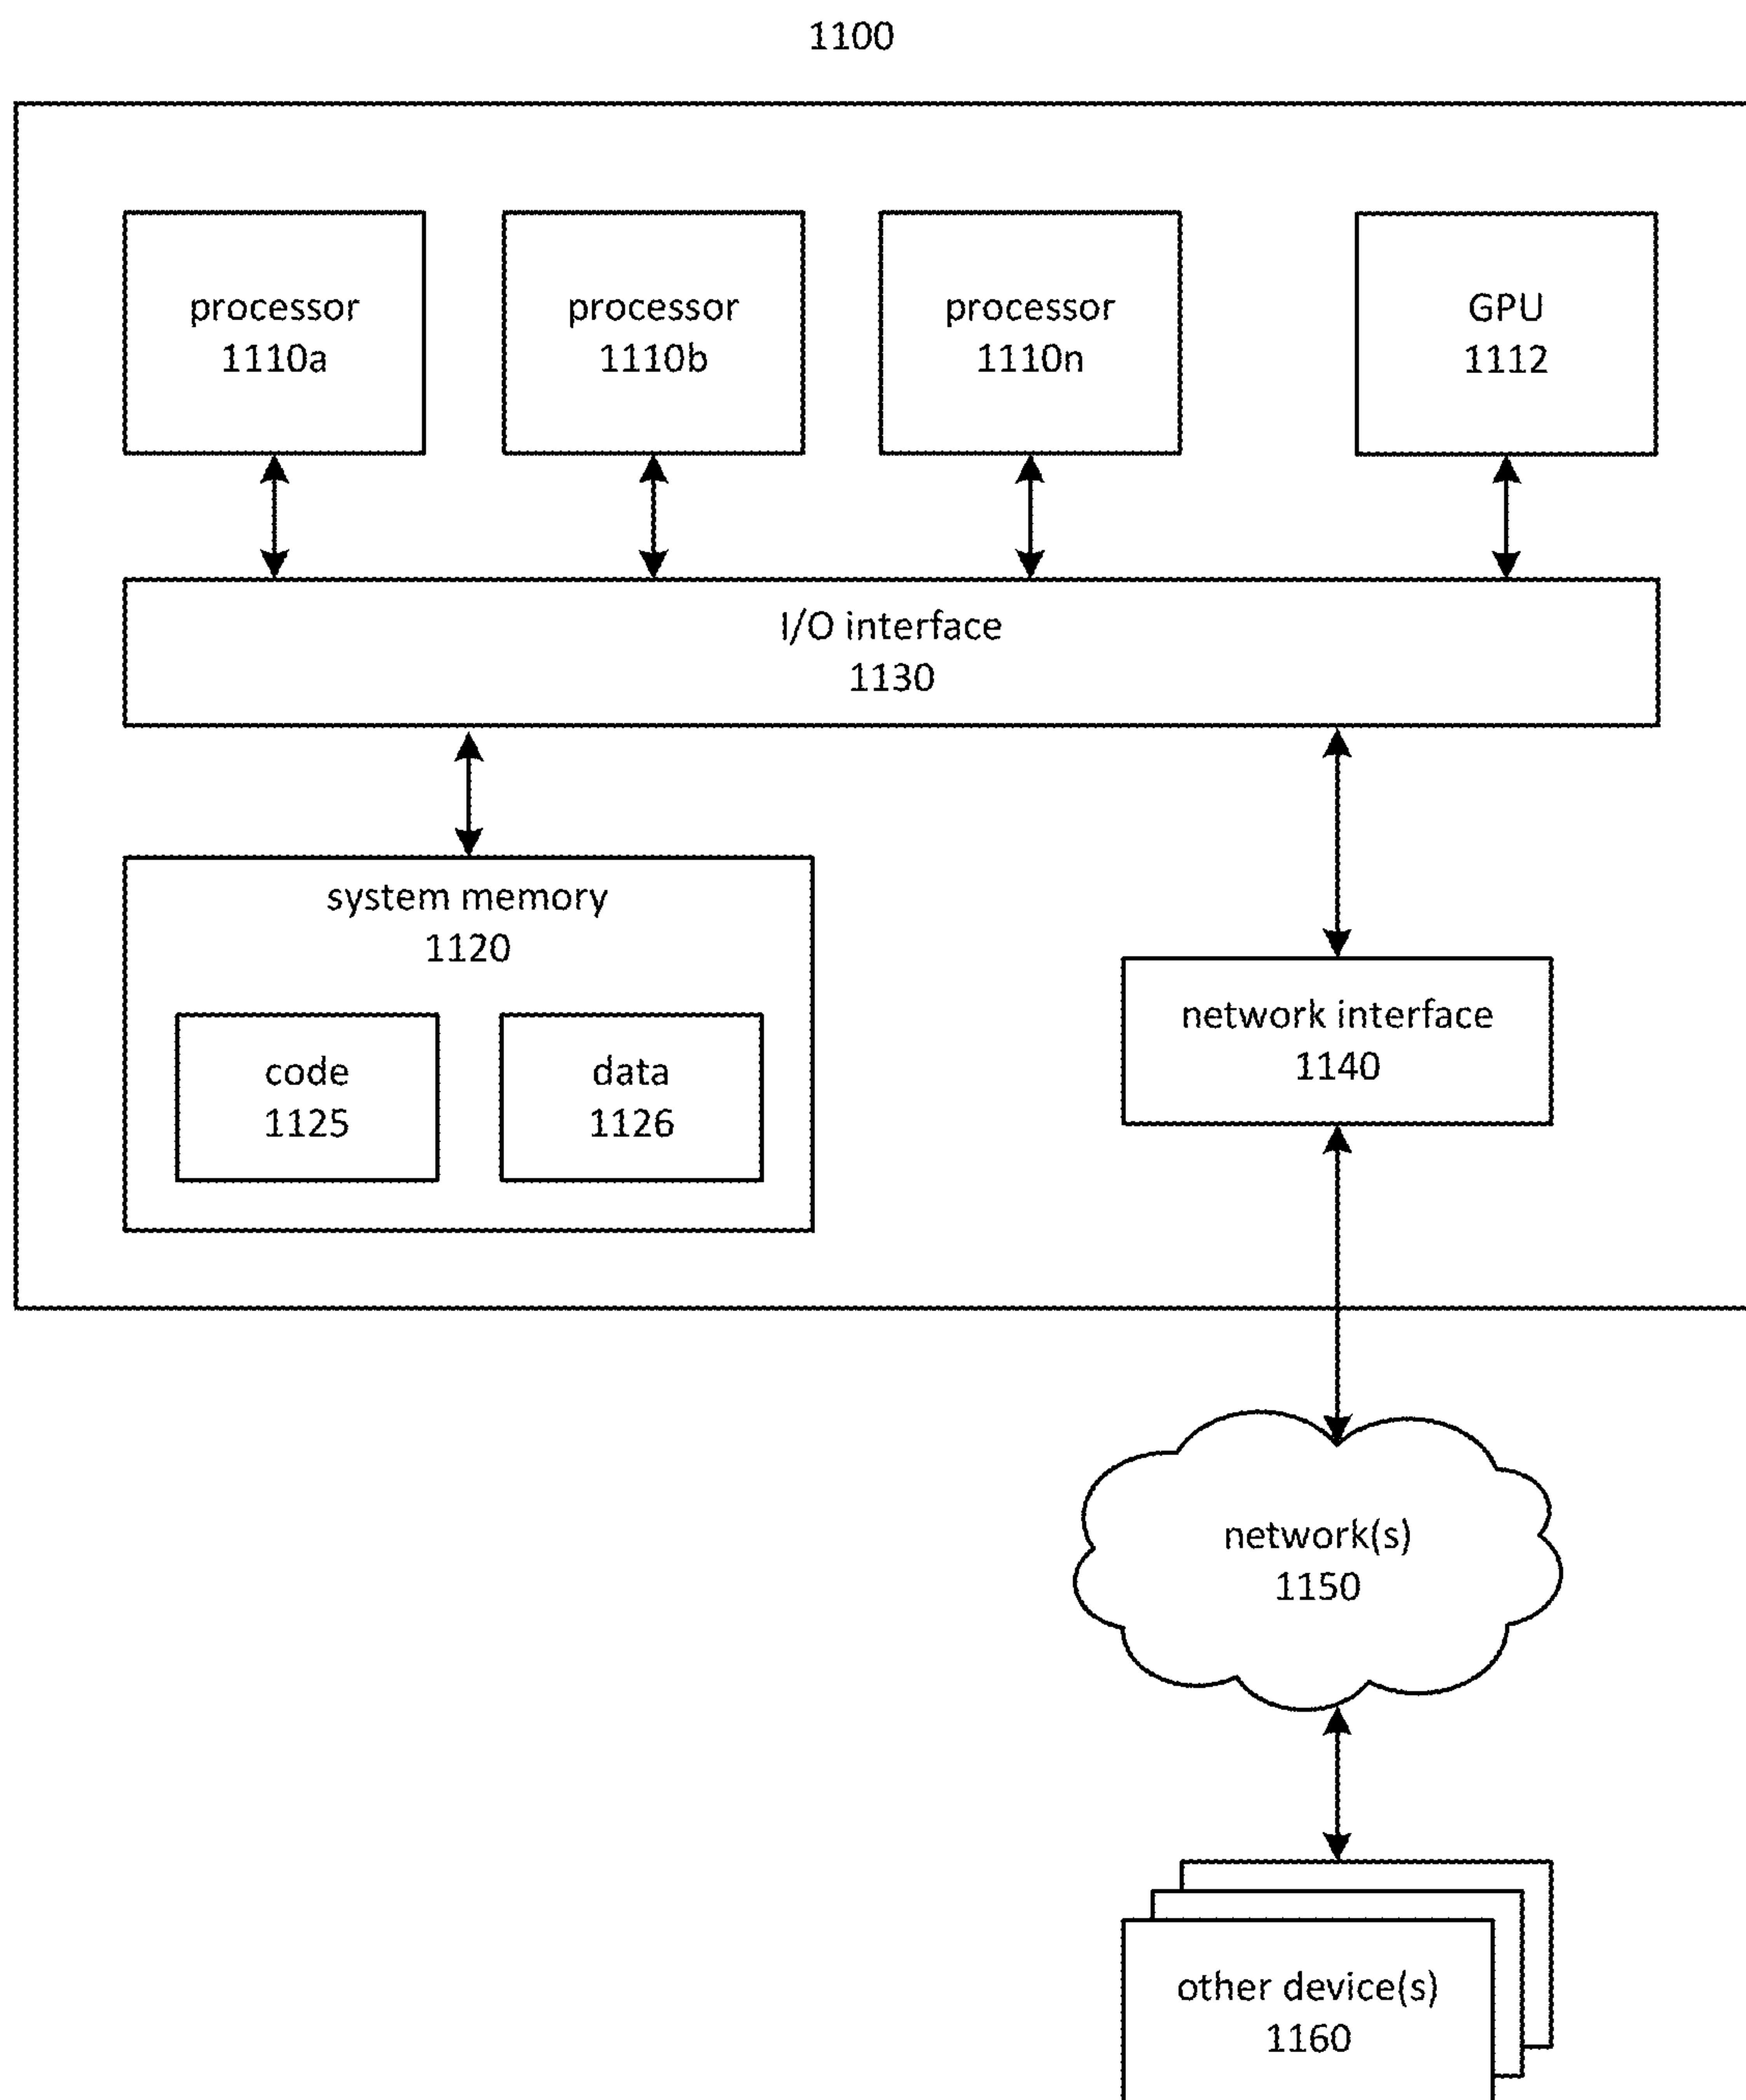 1100
processor
1110a
processor
1110b
processor
1110n
GPU
1112
I/O interface
1130
system memory
1120
code
1125
data
1126
network interface
1140
network(s)
1150
other device(s)
1160